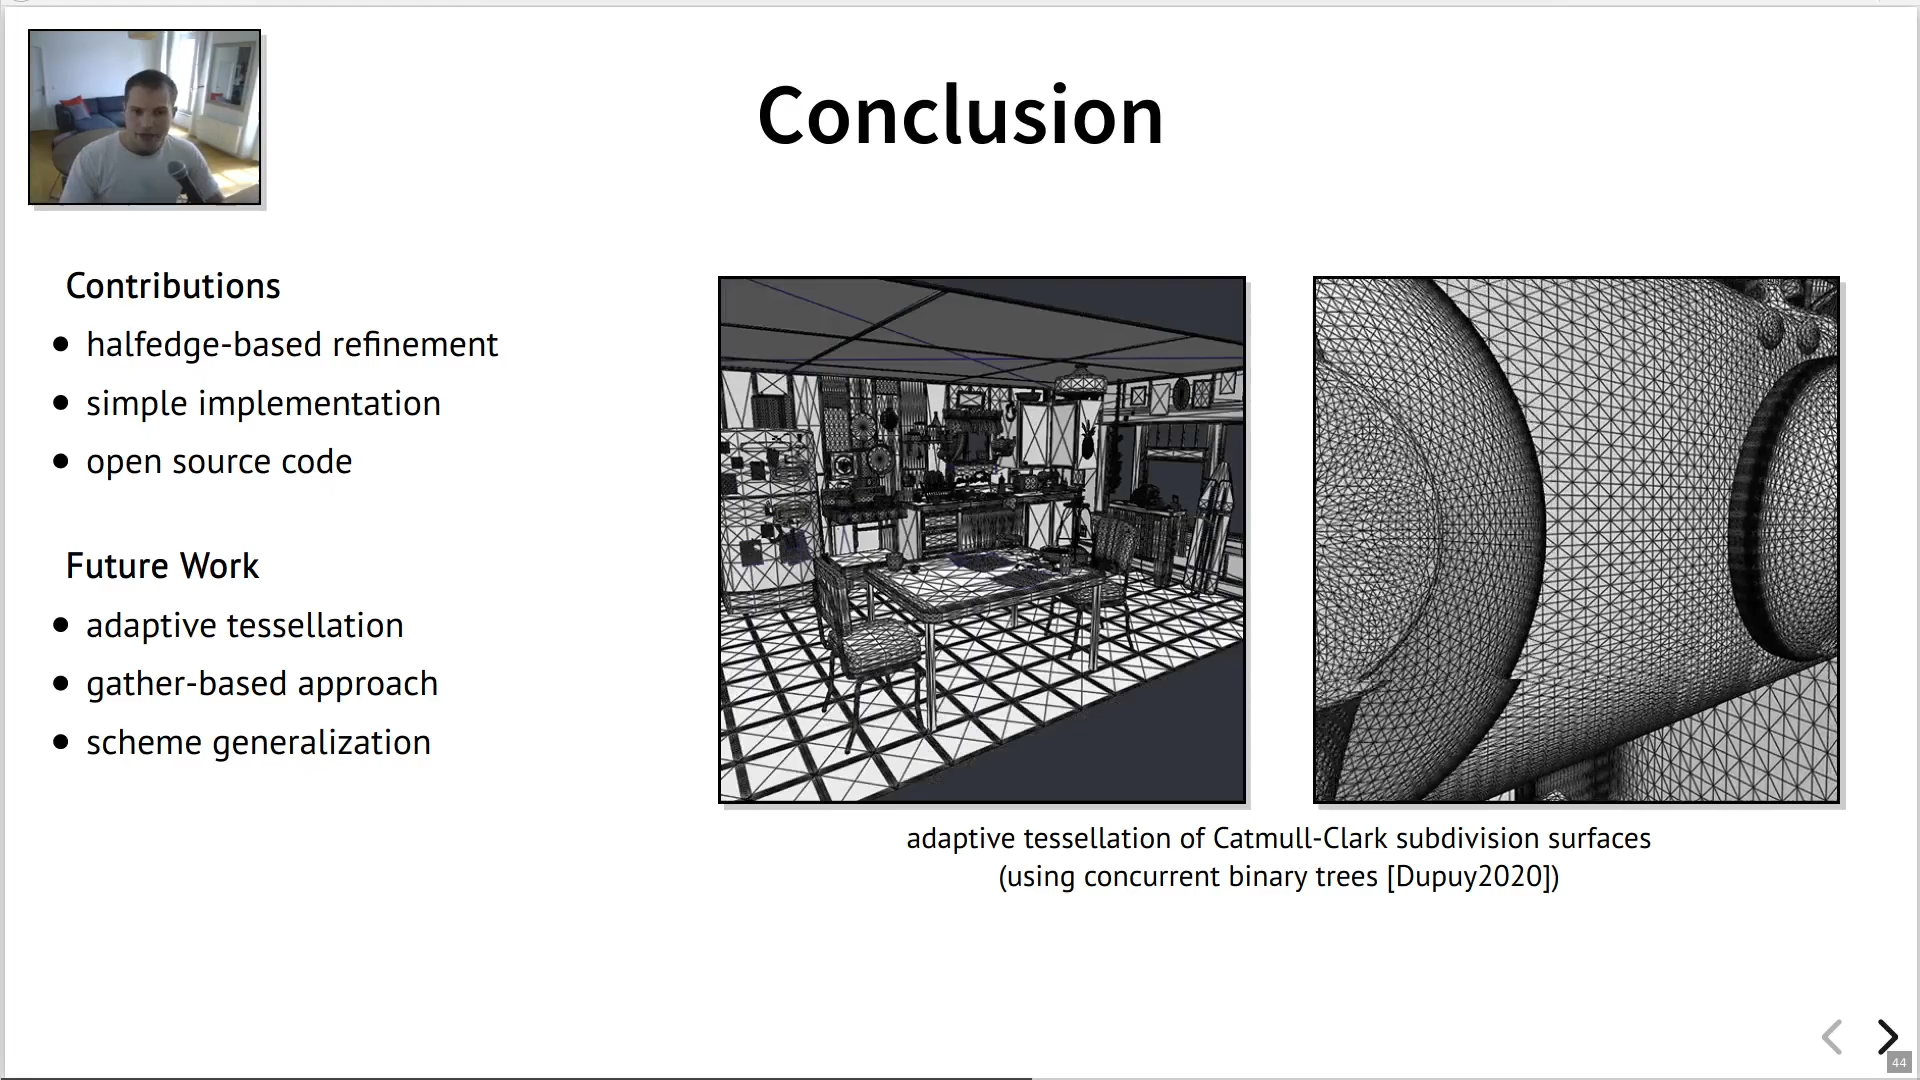 Conclusion
Contributions
• halfedge-based refinement
• simple implementation
• open source code
Future Work
• adaptive tessellation
• gather-based approach
• scheme generalization
adaptive tessellation of Catmull-Clark subdivision surfaces
(using concurrent binary trees [Dupuy2020])
44